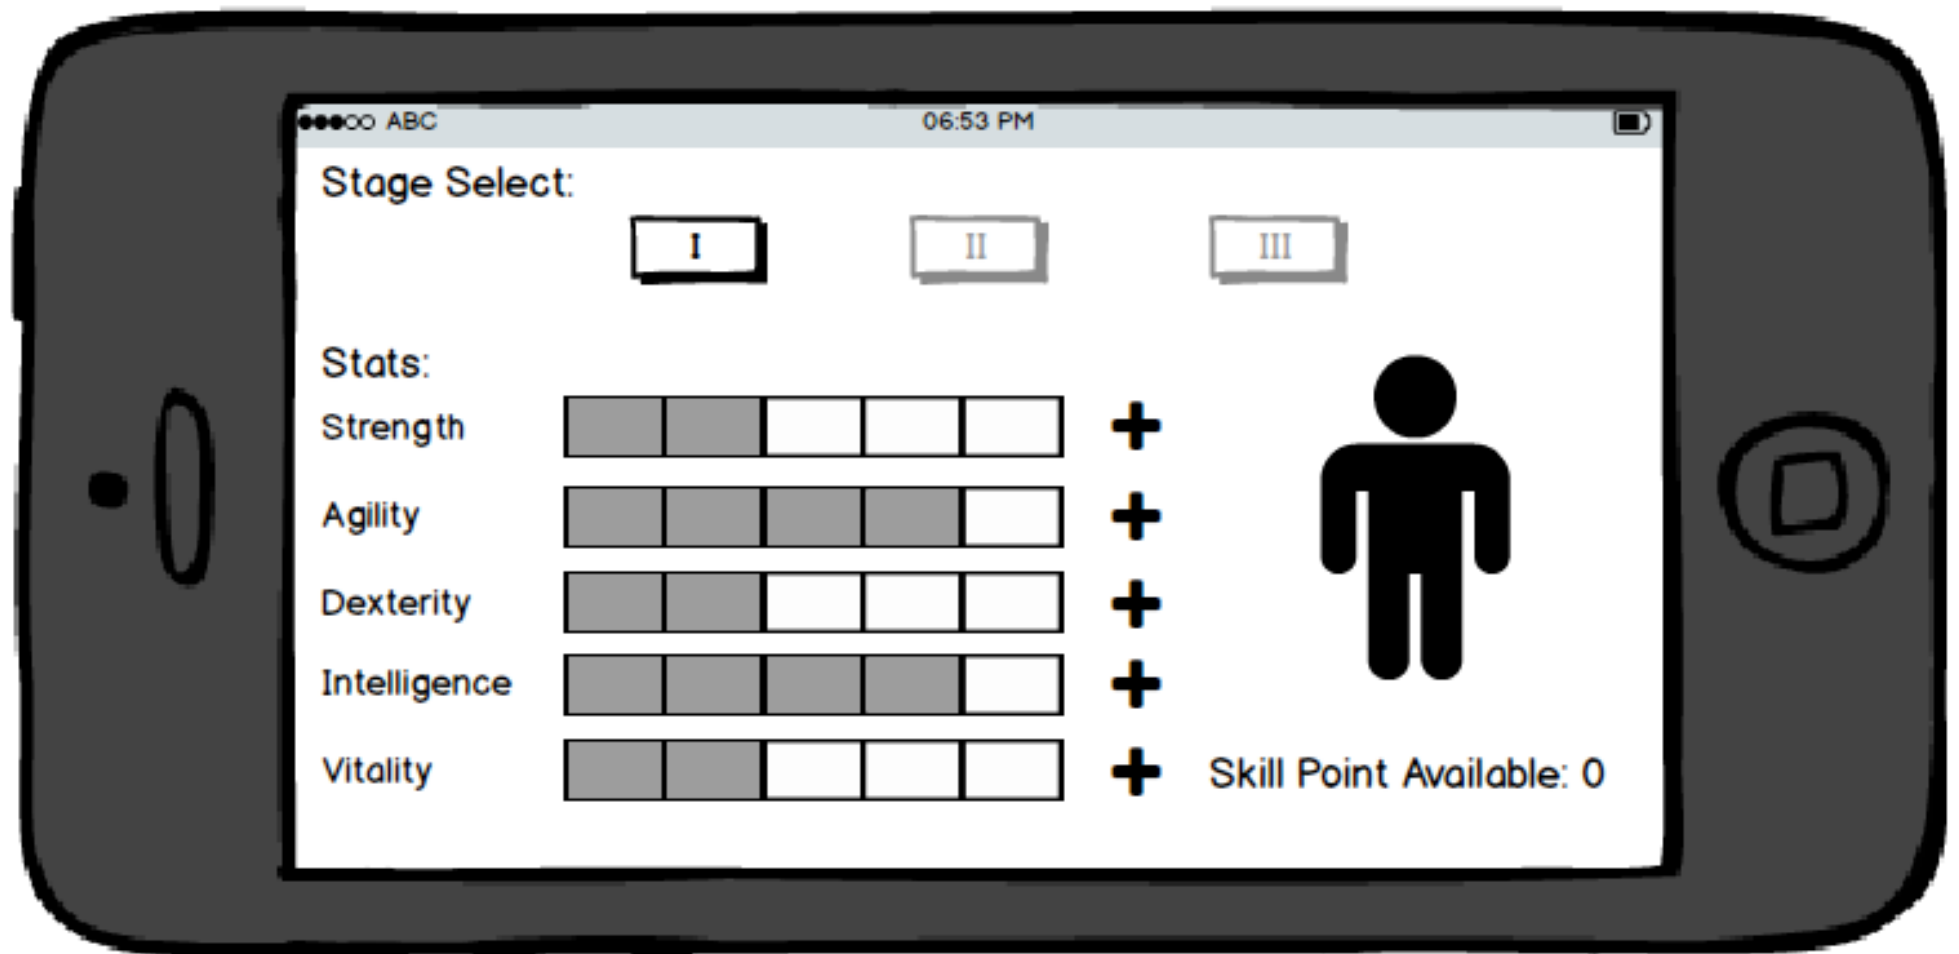 ABC 06:53 PM
Stage Select:
I II III
Stats:
Strength
Agility
Dexterity
Intelligence
Vitality
Skill Point Available: 0